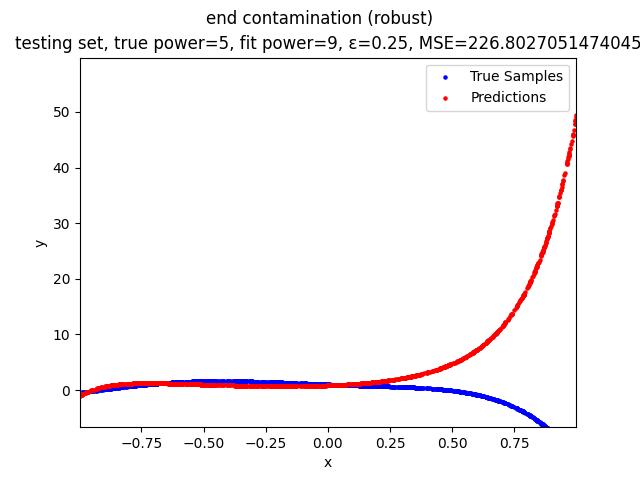 end contamination (robust)
testing set, true power=5, fit power=9, ε=0.25, MSE=226.8027051474045
True Samples
Predictions
50
40
30
20
10
0
y
−0.75 −0.50 −0.25 0.00 0.25 0.50 0.75
x